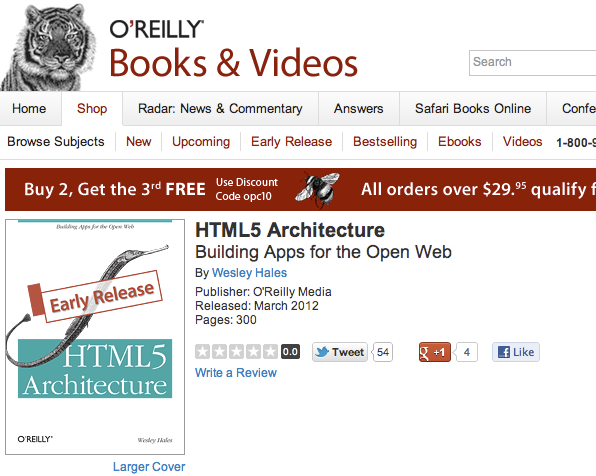 O'REILLY®
Books & Videos
Search
Home Shop Radar: News & Commentary Answers Safari Books Online Confe
Browse Subjects New Upcoming Early Release Bestselling Ebooks Videos 1-800-9
Buy 2, Get the 3rd FREE Use Discount Code opc10 All orders over $29.95 qualify f
Building Apps for the Open Web
Early Release
HTML5
Architecture
O'REILLY®
Wesley Hales
Larger Cover
HTML5 Architecture
Building Apps for the Open Web
By Wesley Hales
Publisher: O'Reilly Media
Released: March 2012
Pages: 300
0.0 Tweet 54 g +1 4 f Like
Write a Review